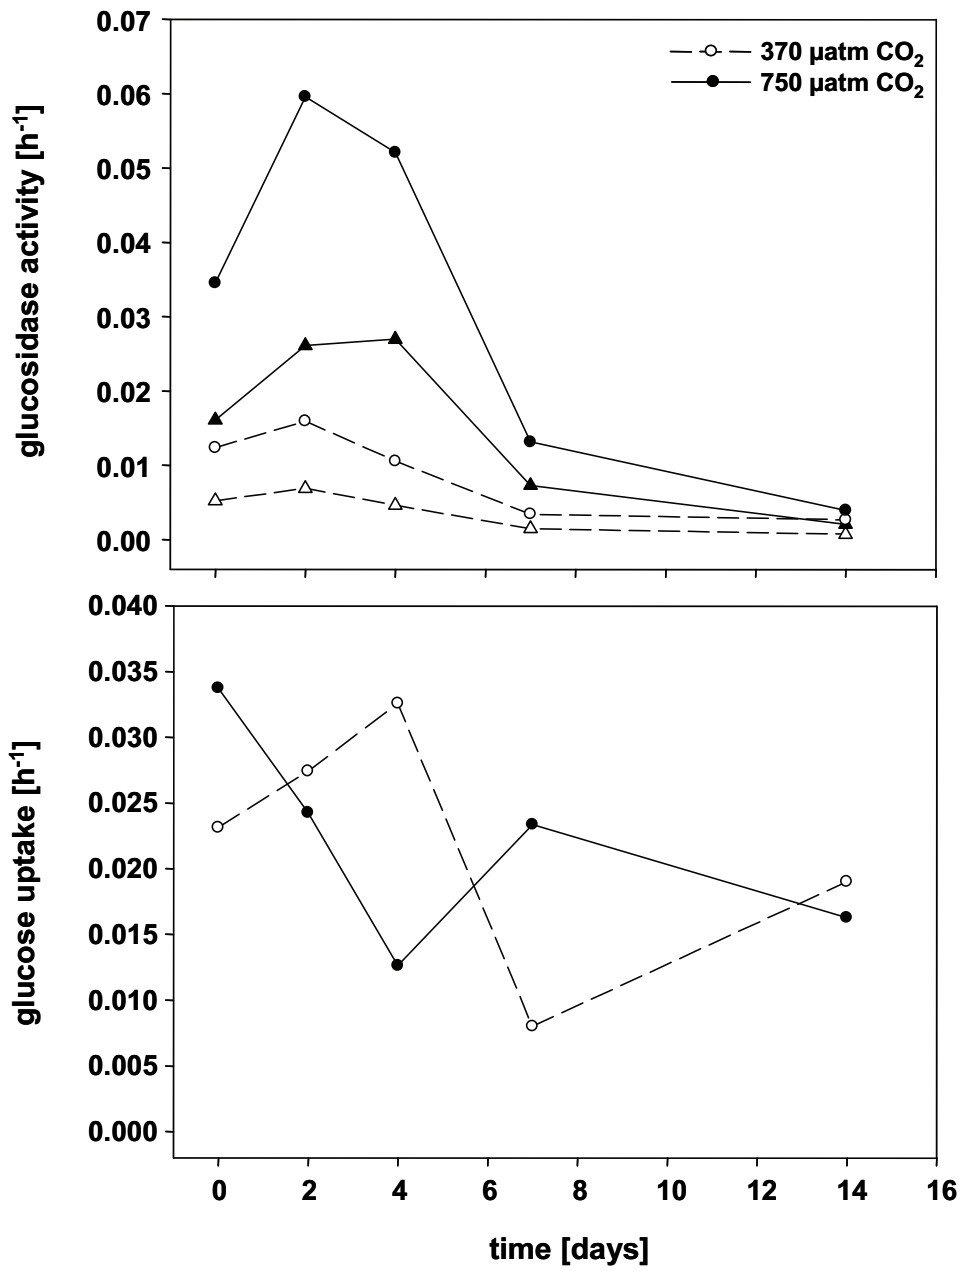 0.07
0.06
0.05
0.04
0.03
0.02
0.01
0.00
glucosidase activity [h⁻¹]
370 µatm CO₂
750 µatm CO₂
0.040
0.035
0.030
0.025
0.020
0.015
0.010
0.005
0.000
glucose uptake [h⁻¹]
0 2 4 6 8 10 12 14 16
time [days]